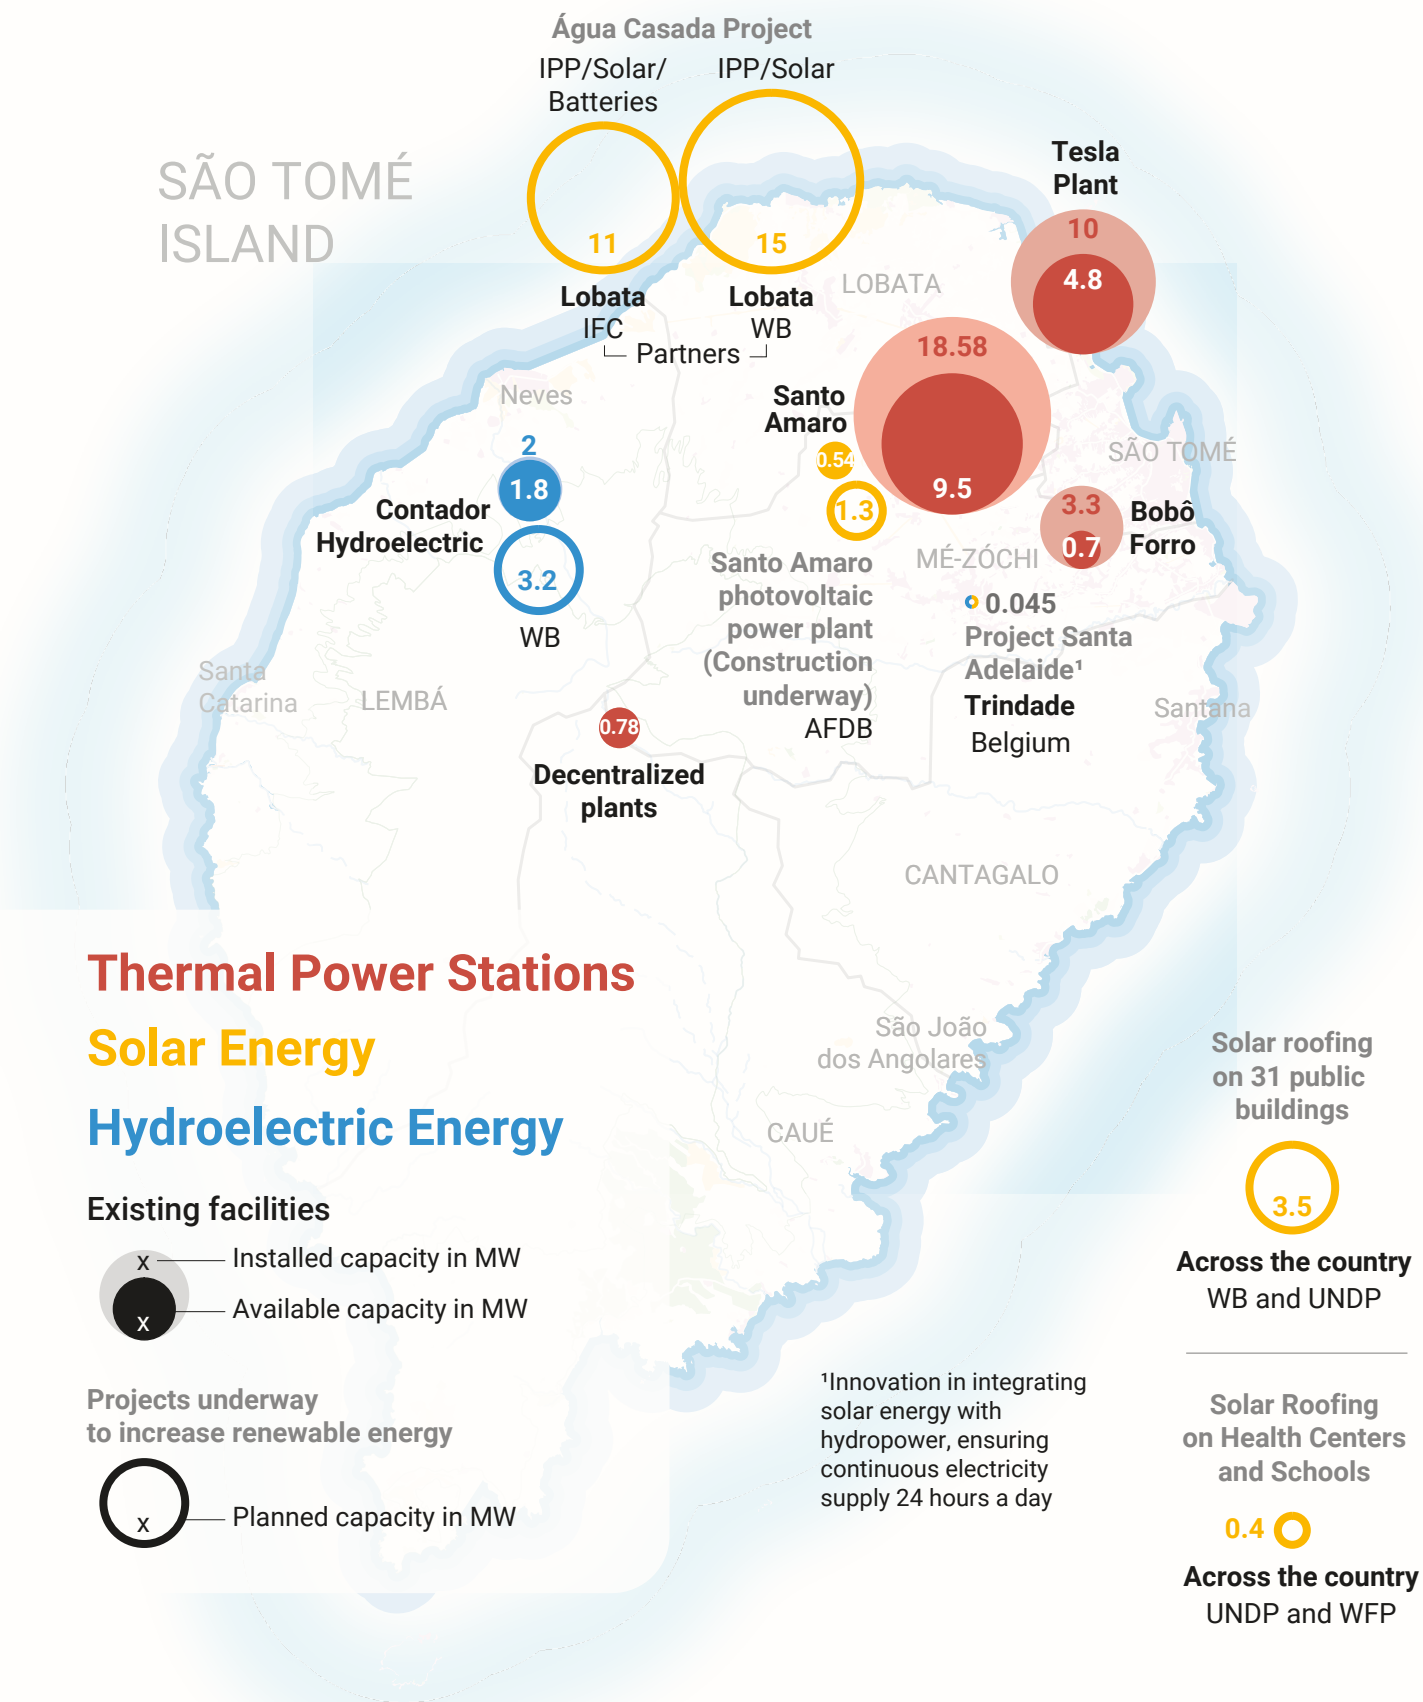 Água Casada Project
IPP/Solar/
Batteries
IPP/Solar
SÃO TOMÉ
ISLAND
11
15
Lobata
IFC
Lobata
WB
Partners
LOBATA
Tesla
Plant
10
4.8
18.58
9.5
Santo
Amaro
0.54
1.3
Neves
2
1.8
Contador
Hydroelectric
3.2
WB
SÃO TOMÉ
3.3
0.7
Bobô
Forro
MÉ-ZÓCHI
Santo Amaro
photovoltaic
power plant
(Construction
underway)
AFDB
0.045
Project Santa
Adelaide¹
Trindade
Belgium
Santa
Catarina
LEMBÁ
Santana
0.78
Decentralized
plants
CANTAGALO
Thermal Power Stations
Solar Energy
Hydroelectric Energy
São João
dos Angolares
CAUÉ
Existing facilities
x
Installed capacity in MW
x
Available capacity in MW
Projects underway
to increase renewable energy
x
Planned capacity in MW
¹Innovation in integrating
solar energy with
hydropower, ensuring
continuous electricity
supply 24 hours a day
Solar roofing
on 31 public
buildings
3.5
Across the country
WB and UNDP
Solar Roofing
on Health Centers
and Schools
0.4
Across the country
UNDP and WFP